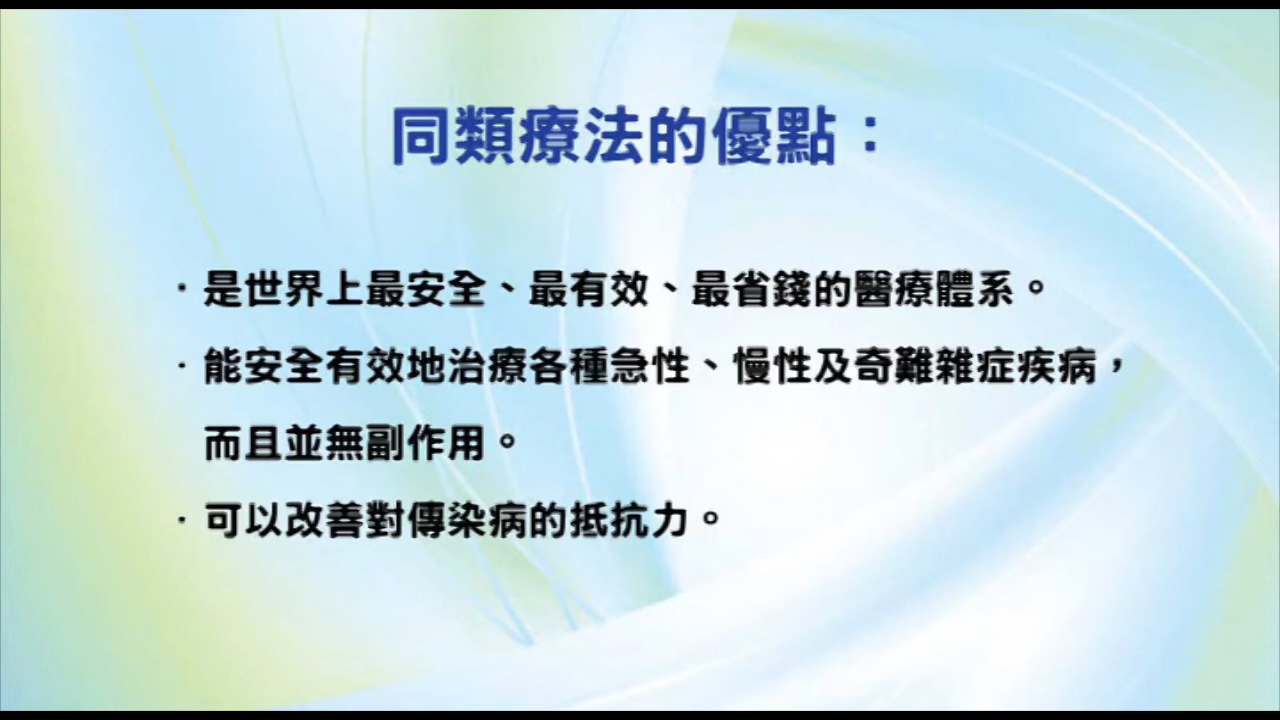 同類療法的優點：
·是世界上最安全、最有效、最省錢的醫療體系。
·能安全有效地治療各種急性、慢性及奇難雜症疾病，
而且並無副作用。
·可以改善對傳染病的抵抗力。